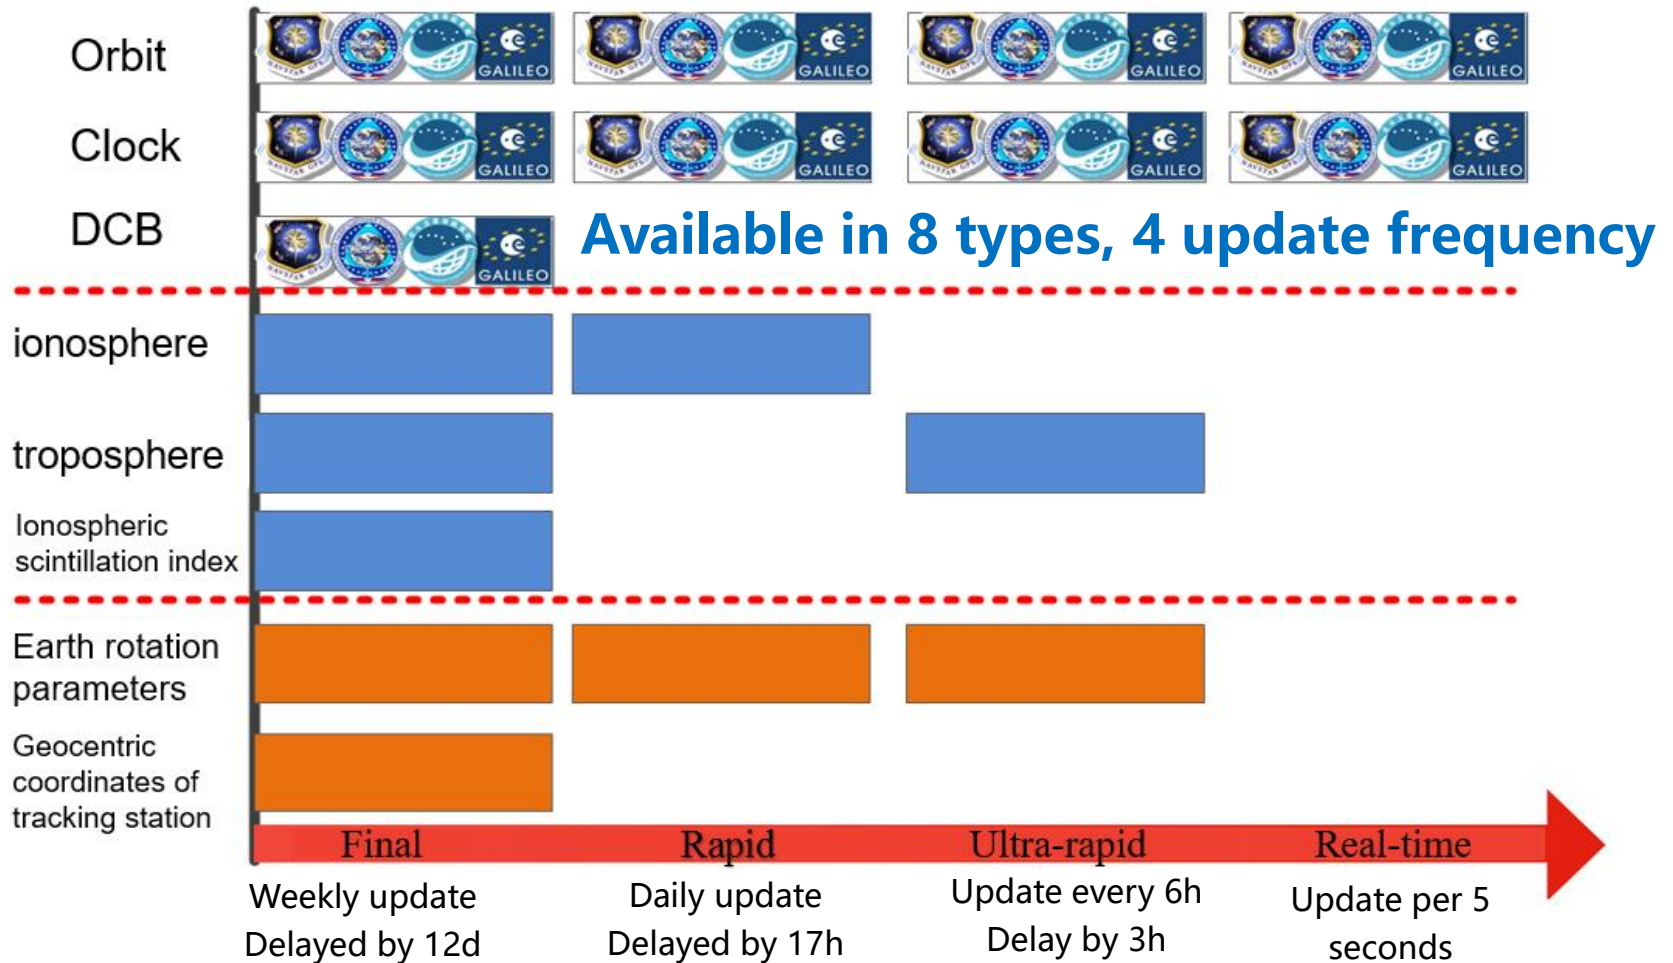 Orbit
GALILEO GALILEO GALILEO GALILEO
Clock
GALILEO GALILEO GALILEO GALILEO
DCB
GALILEO
Available in 8 types, 4 update frequency
ionosphere
troposphere
Ionospheric
scintillation index
Earth rotation
parameters
Geocentric
coordinates of
tracking station
Final Rapid Ultra-rapid Real-time
Weekly update
Delayed by 12d
Daily update
Delayed by 17h
Update every 6h
Delay by 3h
Update per 5
seconds